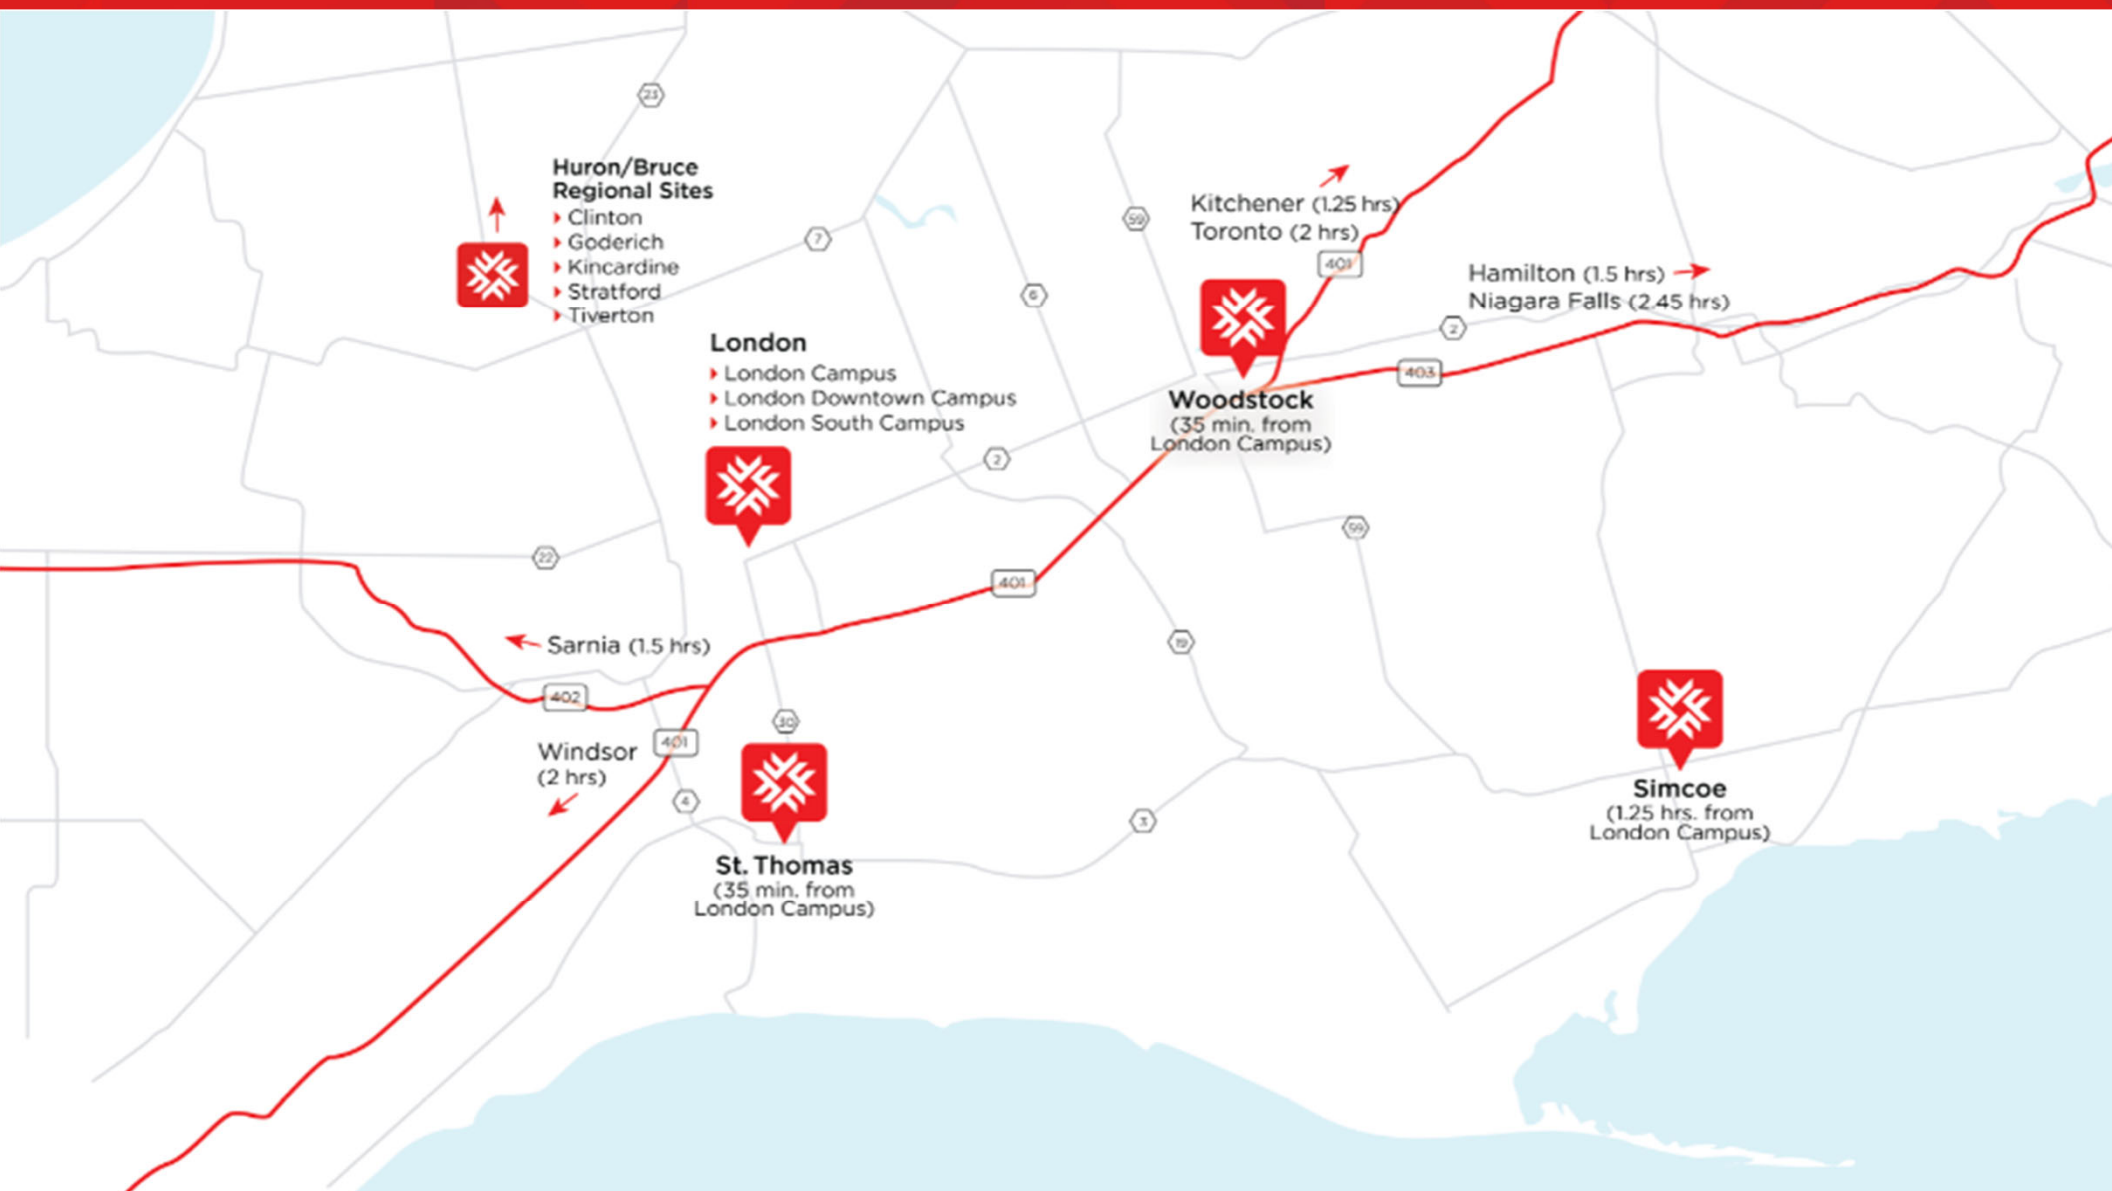 23
Huron/Bruce
Regional Sites
Clinton
Goderich
Kincardine
Stratford
Tiverton
7
6
59
Kitchener (1.25 hrs)
Toronto (2 hrs)
401
Hamilton (1.5 hrs)
Niagara Falls (2.45 hrs)
2
403
London
London Campus
London Downtown Campus
London South Campus
2
Woodstock
(35 min. from
London Campus)
59
22
401
Sarnia (1.5 hrs)
19
402
30
401
Windsor
(2 hrs)
4
3
Simcoe
(1.25 hrs. from
London Campus)
St. Thomas
(35 min. from
London Campus)